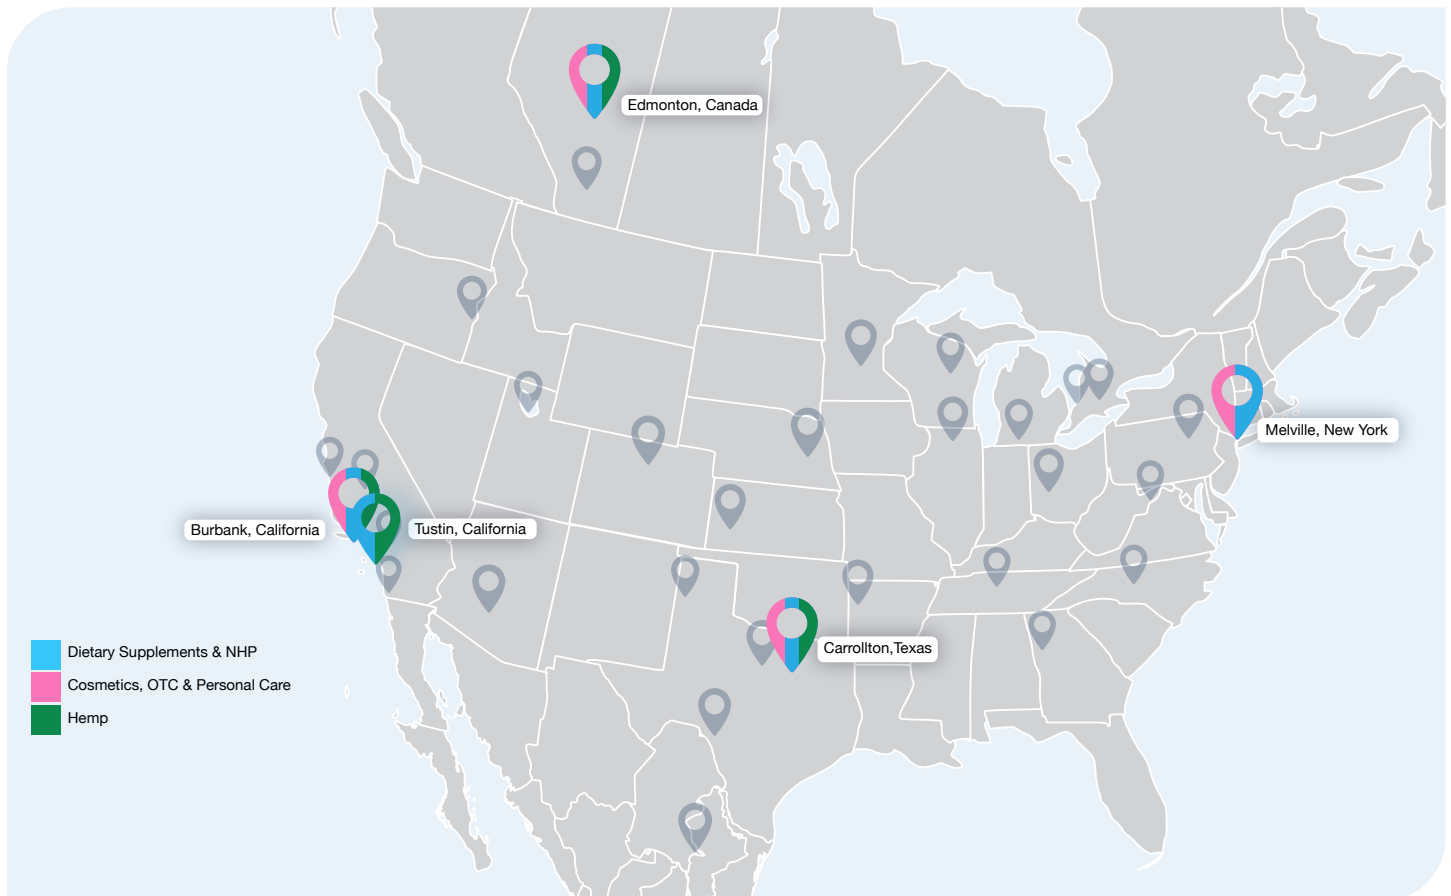 Edmonton, Canada
Melville, New York
Burbank, California
Tustin, California
Carrollton,Texas
Dietary Supplements & NHP
Cosmetics, OTC & Personal Care
Hemp